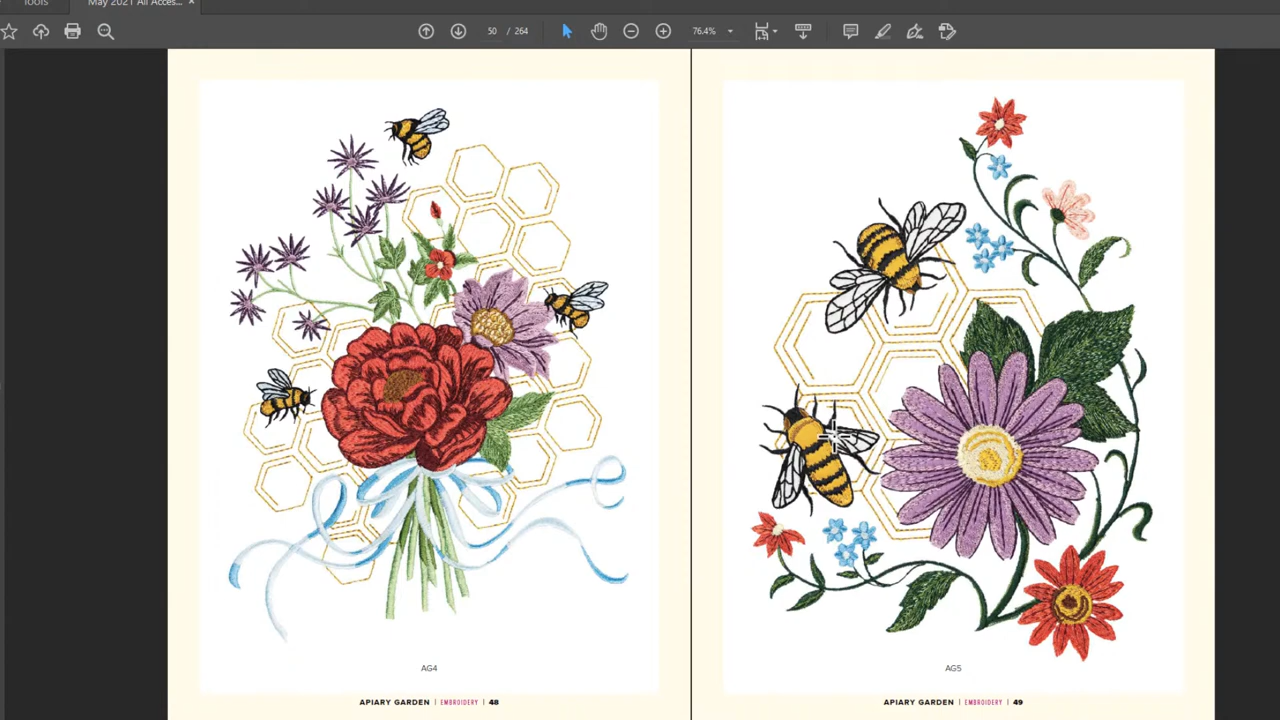 Tools
May 2021 All Acces... ×
50 / 264
76.4%
AG4
AG5
APIARY GARDEN | EMBROIDERY | 48
APIARY GARDEN | EMBROIDERY | 49